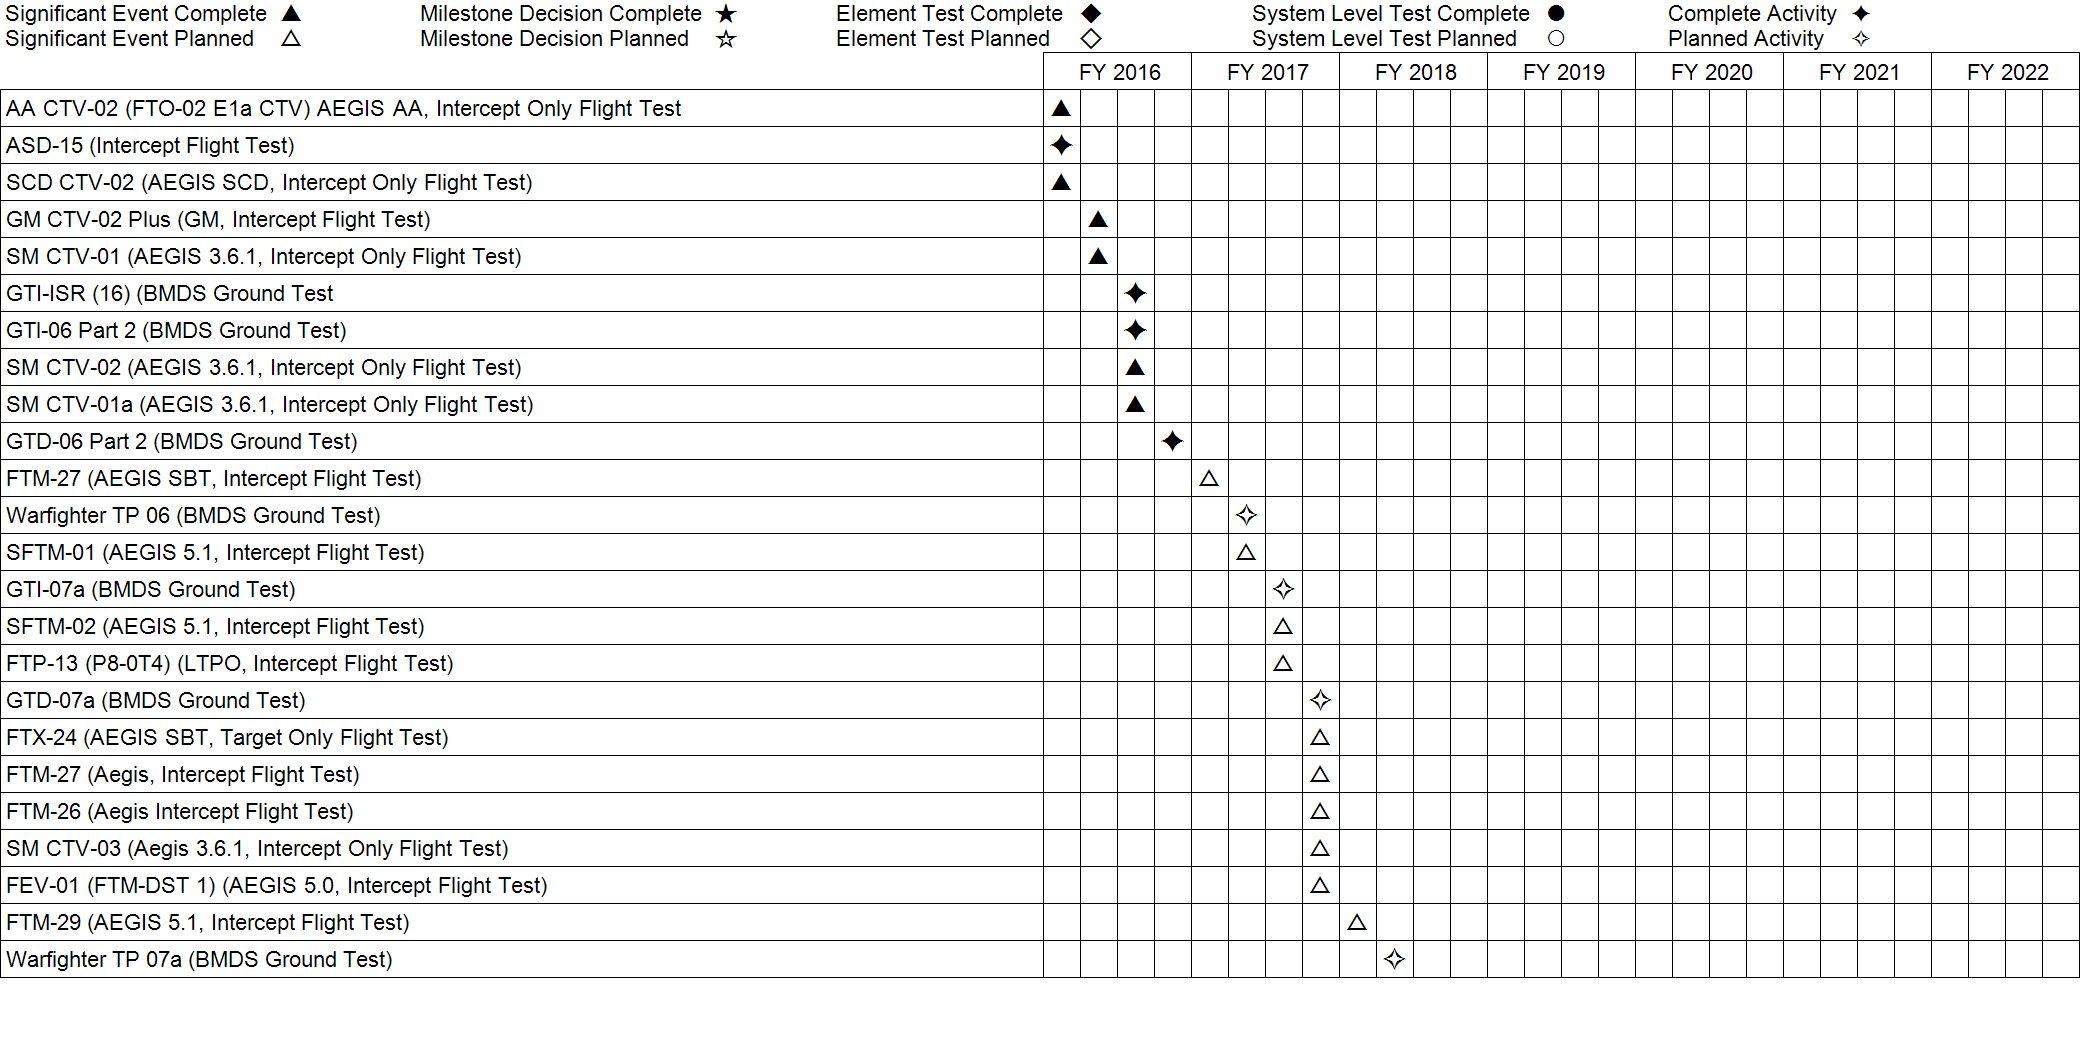 Significant Event Complete ▲ Milestone Decision Complete ★ Element Test Complete ◆ System Level Test Complete ● Complete Activity ✦
Significant Event Planned △ Milestone Decision Planned ☆ Element Test Planned ◇ System Level Test Planned ○ Planned Activity ✧
FY 2016 FY 2017 FY 2018 FY 2019 FY 2020 FY 2021 FY 2022
AA CTV-02 (FTO-02 E1a CTV) AEGIS AA, Intercept Only Flight Test ▲
ASD-15 (Intercept Flight Test) ✦
SCD CTV-02 (AEGIS SCD, Intercept Only Flight Test) ▲
GM CTV-02 Plus (GM, Intercept Flight Test) ▲
SM CTV-01 (AEGIS 3.6.1, Intercept Only Flight Test) ▲
GTI-ISR (16) (BMDS Ground Test ✦
GTI-06 Part 2 (BMDS Ground Test) ✦
SM CTV-02 (AEGIS 3.6.1, Intercept Only Flight Test) ▲
SM CTV-01a (AEGIS 3.6.1, Intercept Only Flight Test) ▲
GTD-06 Part 2 (BMDS Ground Test) ✦
FTM-27 (AEGIS SBT, Intercept Flight Test) △
Warfighter TP 06 (BMDS Ground Test) ✧
SFTM-01 (AEGIS 5.1, Intercept Flight Test) △
GTI-07a (BMDS Ground Test) ✧
SFTM-02 (AEGIS 5.1, Intercept Flight Test) △
FTP-13 (P8-0T4) (LTPO, Intercept Flight Test) △
GTD-07a (BMDS Ground Test) ✧
FTX-24 (AEGIS SBT, Target Only Flight Test) △
FTM-27 (Aegis, Intercept Flight Test) △
FTM-26 (Aegis Intercept Flight Test) △
SM CTV-03 (Aegis 3.6.1, Intercept Only Flight Test) △
FEV-01 (FTM-DST 1) (AEGIS 5.0, Intercept Flight Test) △
FTM-29 (AEGIS 5.1, Intercept Flight Test) △
Warfighter TP 07a (BMDS Ground Test) ✧